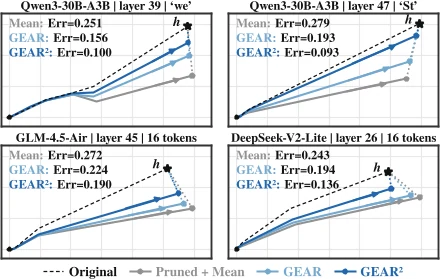 Qwen3-30B-A3B | layer 39 | ‘we’
Mean: Err=0.251
GEAR: Err=0.156
GEAR²: Err=0.100
h
Qwen3-30B-A3B | layer 47 | ‘St’
Mean: Err=0.279
GEAR: Err=0.193
GEAR²: Err=0.093
h
GLM-4.5-Air | layer 45 | 16 tokens
Mean: Err=0.272
GEAR: Err=0.224
GEAR²: Err=0.190
h
DeepSeek-V2-Lite | layer 26 | 16 tokens
Mean: Err=0.243
GEAR: Err=0.194
GEAR²: Err=0.136
h
Original Pruned + Mean GEAR GEAR²